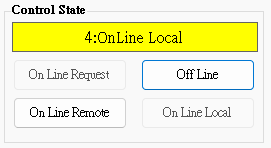 Control State
4:OnLine Local
On Line Request
Off Line
On Line Remote
On Line Local